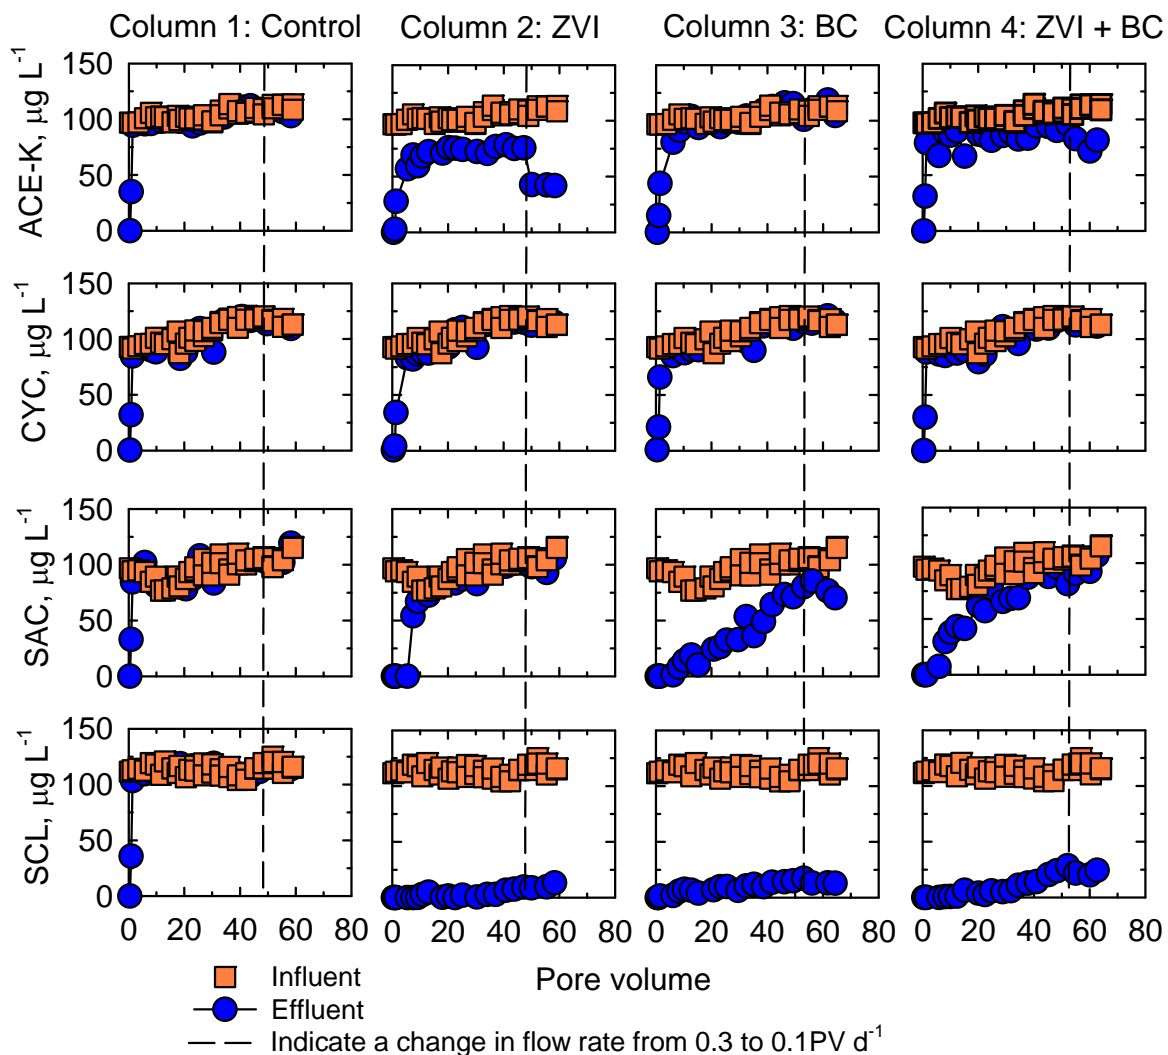 Column 1: Control Column 2: ZVI Column 3: BC Column 4: ZVI + BC
ACE-K, µg L⁻¹
150
100
50
0
CYC, µg L⁻¹
150
100
50
0
SAC, µg L⁻¹
150
100
50
0
SCL, µg L⁻¹
150
100
50
0
0 20 40 60 80 0 20 40 60 80 0 20 40 60 80 0 20 40 60 80
Pore volume
Influent
Effluent
Indicate a change in flow rate from 0.3 to 0.1PV d⁻¹